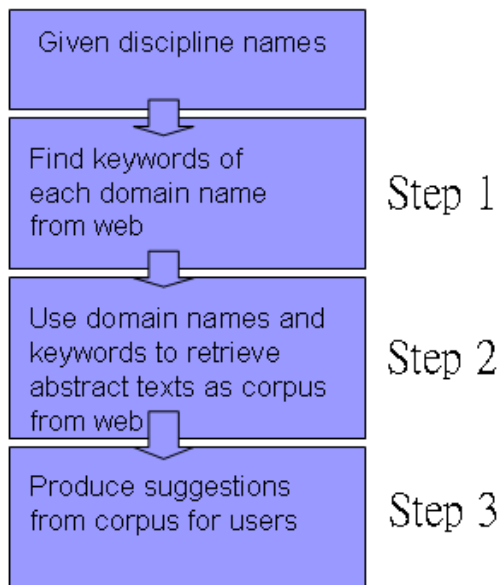 Given discipline names
Find keywords of
each domain name
from web
Step 1
Use domain names and
keywords to retrieve
abstract texts as corpus
from web
Step 2
Produce suggestions
from corpus for users
Step 3